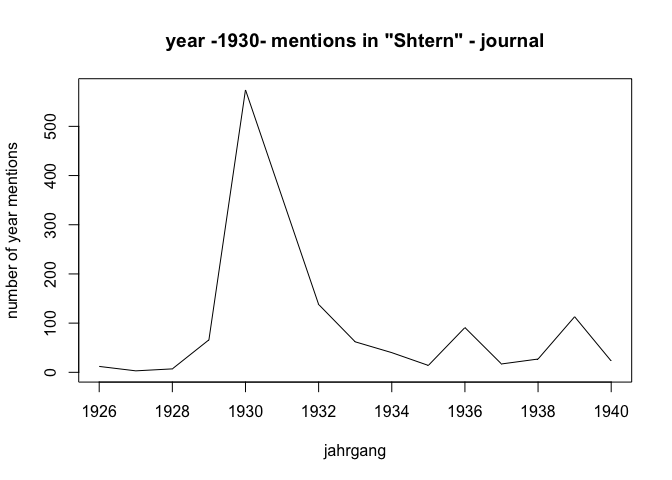 year -1930- mentions in "Shtern" - journal
number of year mentions
500
400
300
200
100
0
1926 1928 1930 1932 1934 1936 1938 1940
jahrgang